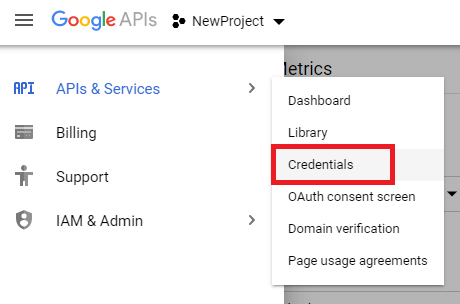 Google APIs NewProject
Metrics
API APIs & Services
Billing
Support
IAM & Admin
Dashboard
Library
Credentials
OAuth consent screen
Domain verification
Page usage agreements